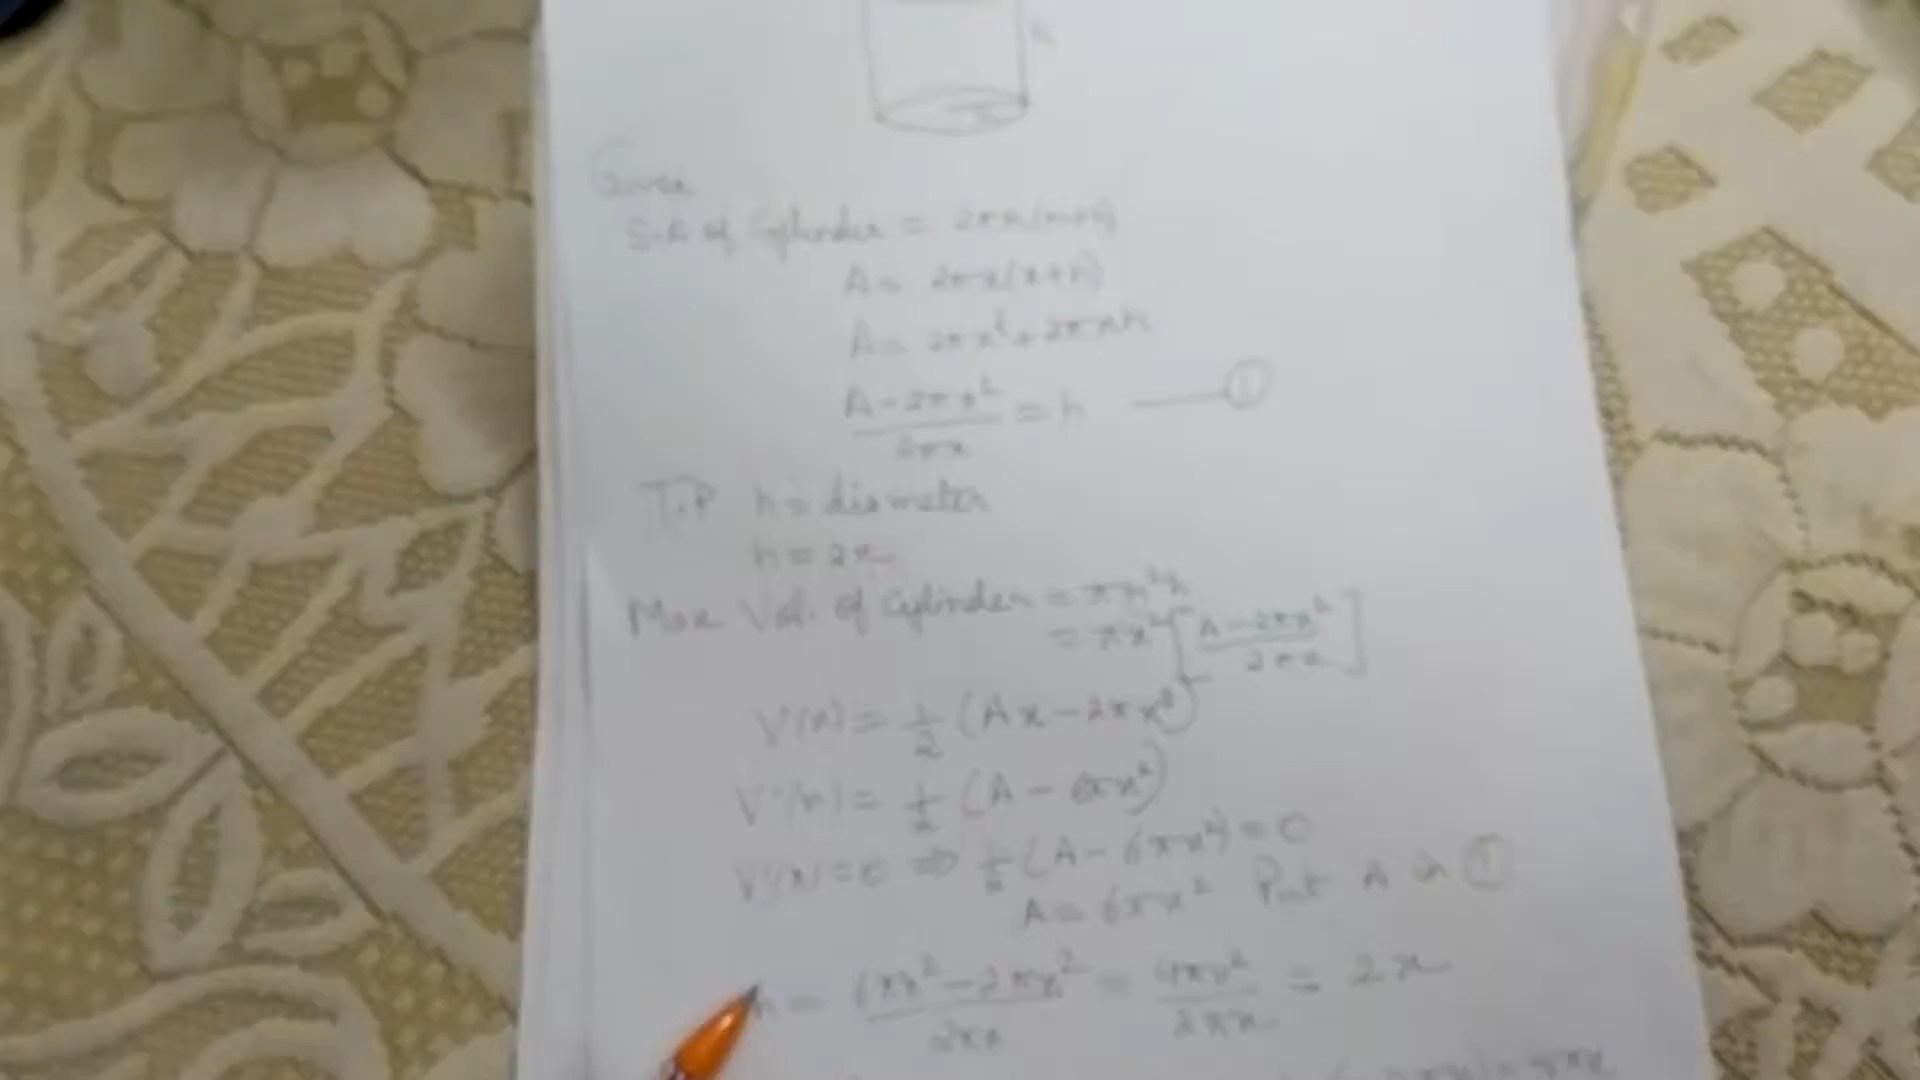 h
Given
S.A of Cylinder = 2πr(r+h)
A = 2πx(x+h)
A = 2πx² + 2πxh
A-2πx² / 2πx = h —— ①
T.P h = diameter
h = 2x
Max Vol. of Cylinder = πr²h
= πx² [A-2πx² / 2πx]
V(x) = 1/2 (Ax - 2πx³)
V'(x) = 1/2 (A - 6πx²)
V'(x) = 0 ⇒ 1/2 (A - 6πx²) = 0
A = 6πx² Put A in ①
h = 6πx² - 2πx² / 2πx = 4πx² / 2πx = 2x